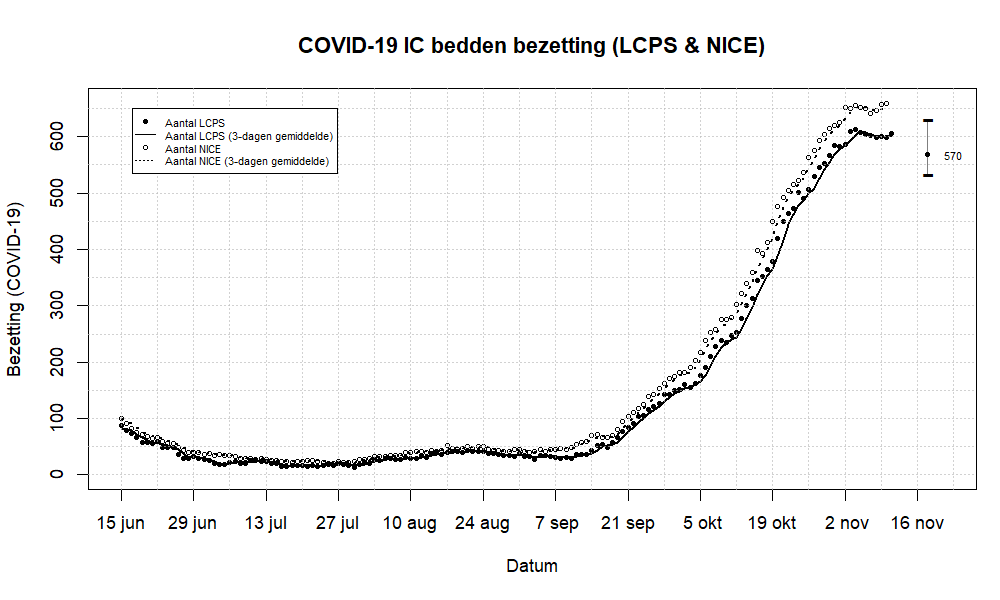 COVID-19 IC bedden bezetting (LCPS & NICE)
Aantal LCPS
Aantal LCPS (3-dagen gemiddelde)
Aantal NICE
Aantal NICE (3-dagen gemiddelde)
Bezetting (COVID-19)
600
500
400
300
200
100
0
570
15 jun 29 jun 13 jul 27 jul 10 aug 24 aug 7 sep 21 sep 5 okt 19 okt 2 nov 16 nov
Datum